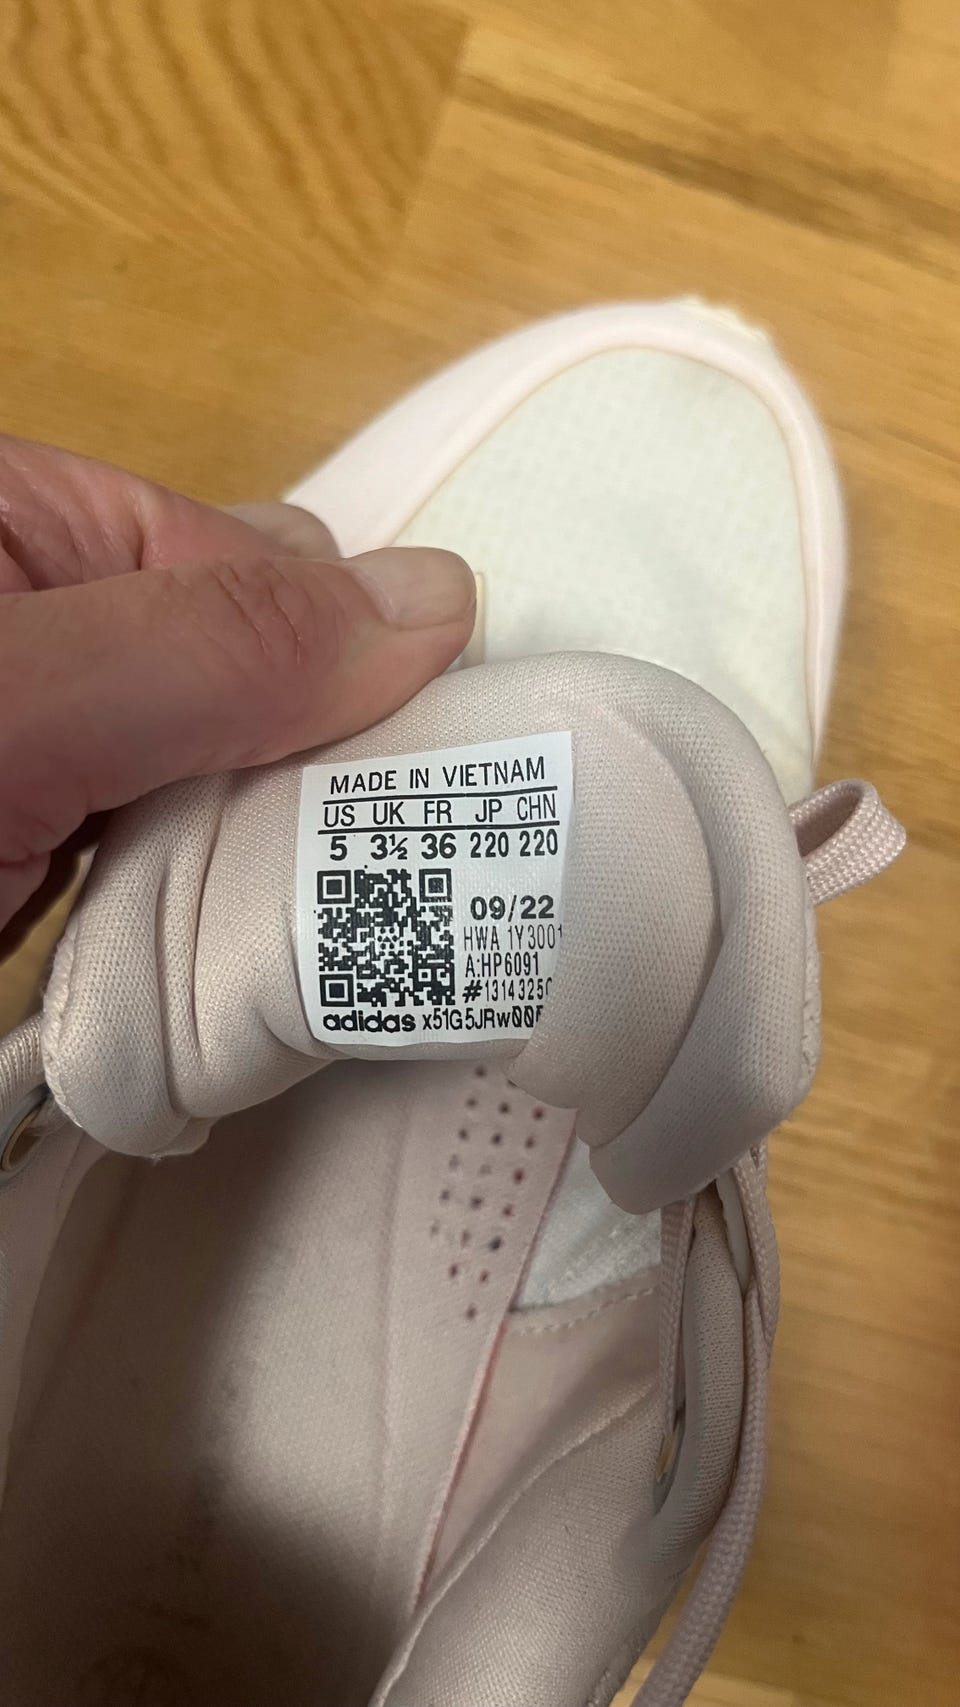 MADE IN VIETNAM
US UK FR JP CHN
5 3½ 36 220 220
09/22
HWA 1Y3001
A:HP6091
#1314325
adidas